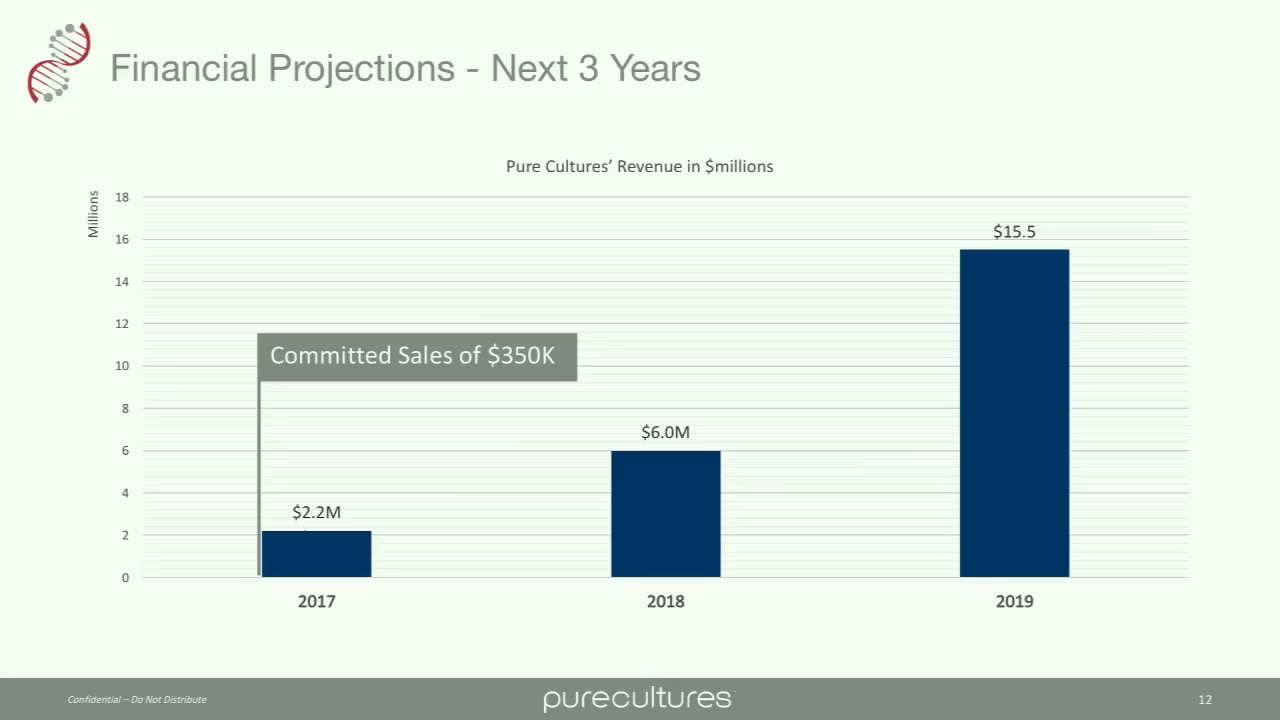 Financial Projections - Next 3 Years
Pure Cultures’ Revenue in $millions
Millions
18
16
14
12
10
8
6
4
2
0
$15.5
Committed Sales of $350K
$6.0M
$2.2M
2017
2018
2019
Confidential – Do Not Distribute
purecultures
12